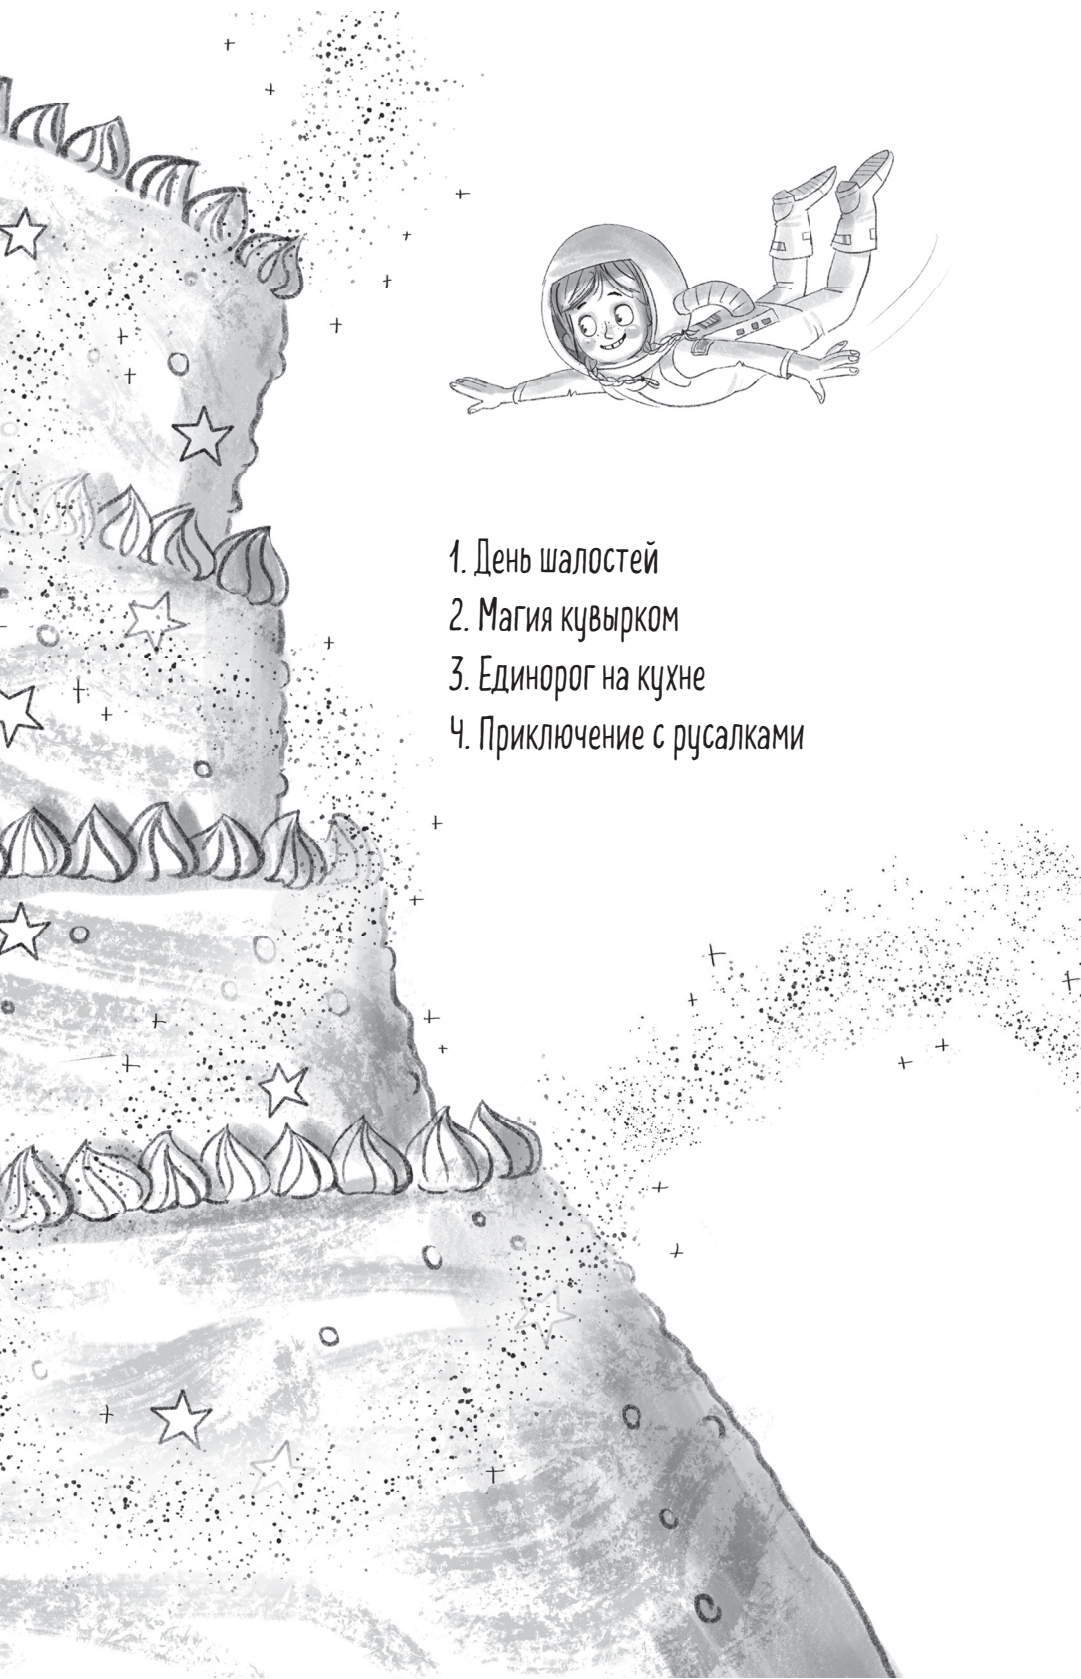 1. День шалостей
2. Магия кувырком
3. Единорог на кухне
4. Приключение с русалками